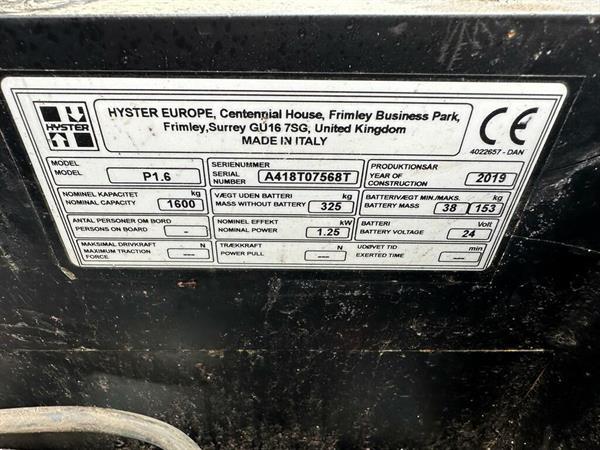 HYSTER
HYSTER EUROPE, Centennial House, Frimley Business Park,
Frimley,Surrey GU16 7SG, United Kingdom
MADE IN ITALY
CE
4022657 - DAN
MODEL
MODEL
P1.6
SERIENUMMER
SERIAL NUMBER
A418T07568T
PRODUKTIONSÅR
YEAR OF CONSTRUCTION
2019
NOMINEL KAPACITET kg
NOMINAL CAPACITY
1600
VÆGT UDEN BATTERI kg
MASS WITHOUT BATTERY
325
BATTERIVÆGT MIN./MAKS. kg
BATTERY MASS
38 153
ANTAL PERSONER OM BORD
PERSONS ON BOARD
-
NOMINEL EFFEKT kW
NOMINAL POWER
1.25
BATTERI Volt
BATTERY VOLTAGE
24
MAKSIMAL DRIVKRAFT N
MAXIMUM TRACTION FORCE
---
TRÆKKRAFT N
POWER PULL
---
UDØVET TID min
EXERTED TIME
---